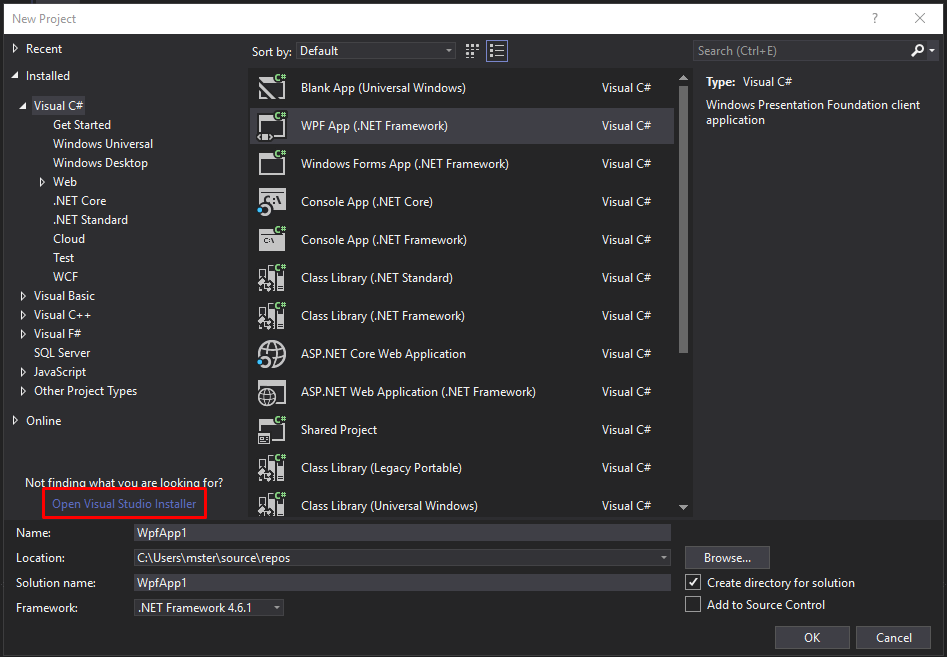 New Project
?
Recent
Installed
Visual C#
Get Started
Windows Universal
Windows Desktop
Web
.NET Core
.NET Standard
Cloud
Test
WCF
Visual Basic
Visual C++
Visual F#
SQL Server
JavaScript
Other Project Types
Online
Not finding what you are looking for?
Open Visual Studio Installer
Sort by: Default
C# Blank App (Universal Windows) Visual C#
C# WPF App (.NET Framework) Visual C#
C# Windows Forms App (.NET Framework) Visual C#
C:\ Console App (.NET Core) Visual C#
C# C:\ Console App (.NET Framework) Visual C#
C# Class Library (.NET Standard) Visual C#
C# Class Library (.NET Framework) Visual C#
ASP.NET Core Web Application Visual C#
ASP.NET Web Application (.NET Framework) Visual C#
C# Shared Project Visual C#
C# Class Library (Legacy Portable) Visual C#
C# Class Library (Universal Windows) Visual C#
Search (Ctrl+E)
Type: Visual C#
Windows Presentation Foundation client
application
Name: WpfApp1
Location: C:\Users\mster\source\repos
Browse...
Solution name: WpfApp1
Create directory for solution
Framework: .NET Framework 4.6.1
Add to Source Control
OK
Cancel